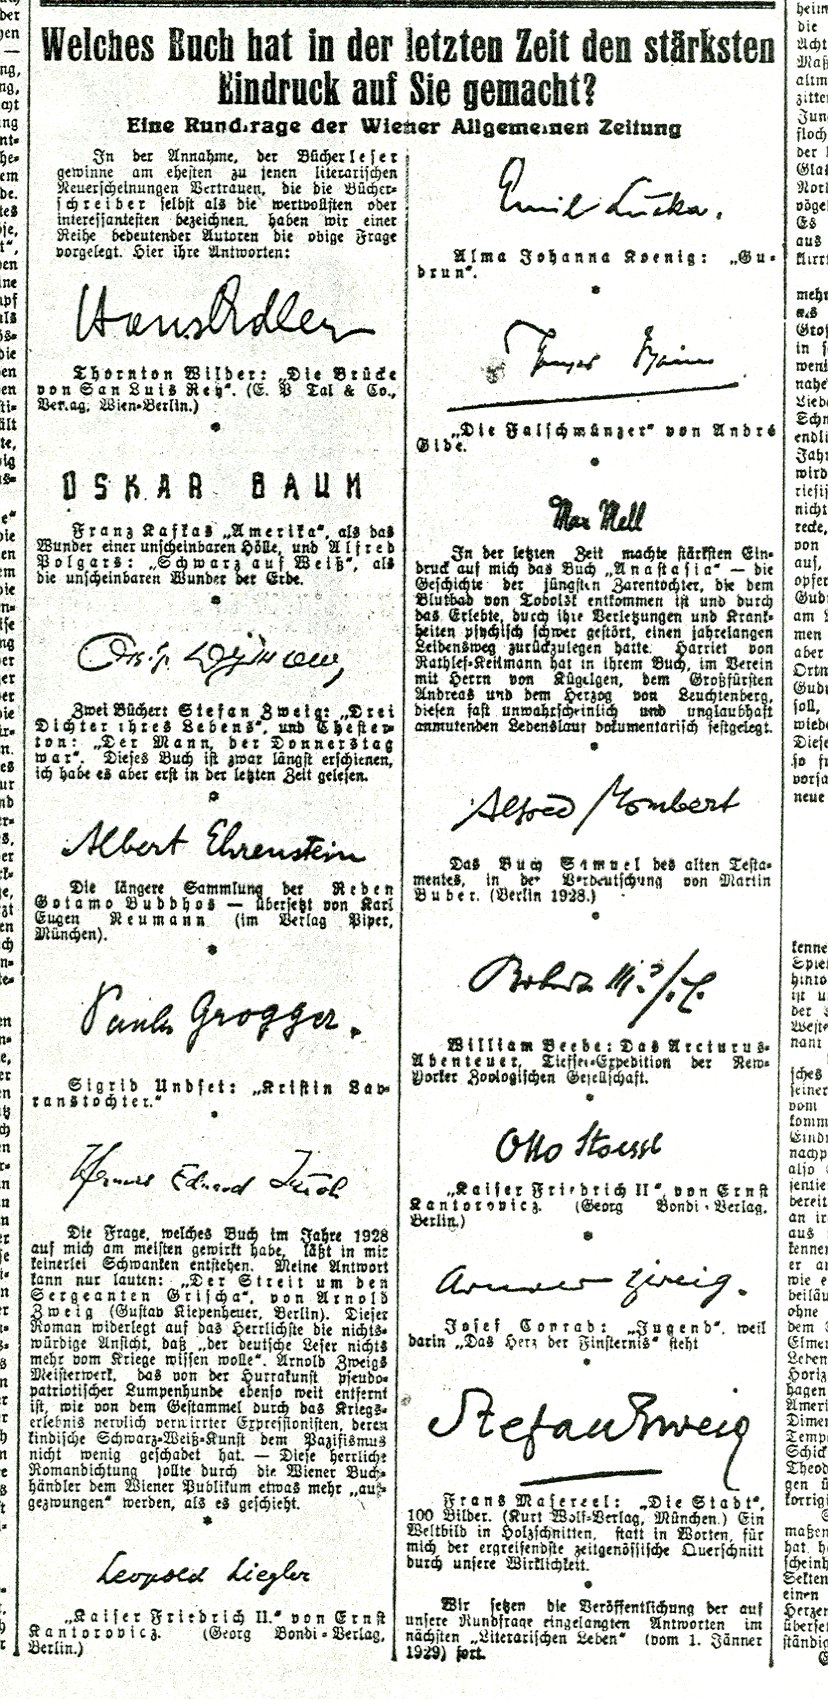 Welches Buch hat in der letzten Zeit den stärksten
Eindruck auf Sie gemacht?
Eine Rundfrage der Wiener Allgemeinen Zeitung
In der Annahme, der Bücherleser
gewinne am ehesten zu jenen literarischen
Neuerscheinungen Vertrauen, die die Bücher-
schreiber selbst als die wertvollsten oder
interessantesten bezeichnen, haben wir einer
Reihe bedeutender Autoren die obige Frage
vorgelegt. Hier ihre Antworten:
Hans Adler
Thornton Wilder: „Die Brücke
von San Luis Rey“. (E. P. Tal & Co.,
Verlag, Wien-Berlin.)
*
OSKAR BAUM
Franz Kafkas „Amerika“, als das
Wunder einer unscheinbaren Hölle, und Alfred
Polgars: „Schwarz auf Weiß“, als
die unscheinbaren Wunder der Erde.
*
Zwei Bücher: Stefan Zweig: „Drei
Dichter ihres Lebens“, und Chester-
ton: „Der Mann, der Donnerstag
war“. Dieses Buch ist zwar längst erschienen,
ich habe es aber erst in der letzten Zeit gelesen.
*
Albert Ehrenstein
Die längere Sammlung der Reden
Gotamo Buddhos — übersetzt von Karl
Eugen Neumann (im Verlag Piper,
München).
*
Paula Grogger.
Sigrid Undset: „Kristin Lav-
ranstochter.“
*
Eduard
Die Frage, welches Buch im Jahre 1928
auf mich am meisten gewirkt habe, läßt in mir
keinerlei Schwanken entstehen. Meine Antwort
kann nur lauten: „Der Streit um den
Sergeanten Grischa“, von Arnold
Zweig (Gustav Kiepenheuer, Berlin). Dieser
Roman widerlegt auf das Herrlichste die nichts-
würdige Ansicht, daß „der deutsche Leser nichts
mehr vom Kriege wissen wolle“. Arnold Zweigs
Meisterwerk, das von der Hurrakunst pseudo-
patriotischer Lumpenhunde ebenso weit entfernt
ist, wie von dem Gestammel durch das Kriegs-
erlebnis nervlich verwirrter Expressionisten, deren
kindische Schwarz-Weiß-Kunst dem Pazifismus
nicht wenig geschadet hat. — Diese herrliche
Romandichtung sollte durch die Wiener Buch-
händler dem Wiener Publikum etwas mehr „auf-
gezwungen“ werden, als es geschieht.
*
Leopold Liegler
„Kaiser Friedrich II.“ von Ernst
Kantorovicz. (Georg Bondi-Verlag,
Berlin.)
Emil Lucka.
Alma Johanna Koenig: „Gu-
drun“.
*
„Die Falschmünzer“ von André
Gide.
*
Max Mell
In der letzten Zeit machte stärksten Ein-
druck auf mich das Buch „Anastasia“ — die
Geschichte der jüngsten Zarentochter, die dem
Blutbad von Tobolsk entkommen ist und durch
das Erlebte, durch ihre Verletzungen und Krank-
heiten psychisch schwer gestört, einen jahrelangen
Leidensweg zurückzulegen hatte. Harriet von
Rathlef-Keilmann hat in ihrem Buch, im Verein
mit Herrn von Kügelgen, dem Großfürsten
Andreas und dem Herzog von Leuchtenberg,
diesen fast unwahrscheinlich und unglaubhaft
anmutenden Lebenslauf dokumentarisch festgelegt.
*
Alfred Mombert
Das Buch Samuel des alten Testa-
mentes, in der Verdeutschung von Martin
Buber. (Berlin 1928.)
*
Robert
William Beebe: Das Arcturus-
Abenteuer, Tiefsee-Expedition der New-
Yorker Zoologischen Gesellschaft.
*
Otto Stoessl
„Kaiser Friedrich II“ von Ernst
Kantorovicz. (Georg Bondi-Verlag,
Berlin.)
*
Zweig.
Josef Conrad: „Jugend“, weil
darin „Das Herz der Finsternis“ steht
*
Stefan Zweig
Frans Masereel: „Die Stadt“,
100 Bilder. (Kurt Wolf-Verlag, München.) Ein
Weltbild in Holzschnitten, statt in Worten, für
mich der ergreifendste zeitgenössische Querschnitt
durch unsere Wirklichkeit.
*
Wir setzen die Veröffentlichung der auf
unsere Rundfrage eingelangten Antworten im
nächsten „Literarischen Leben“ (vom 1. Jänner
1929) fort.